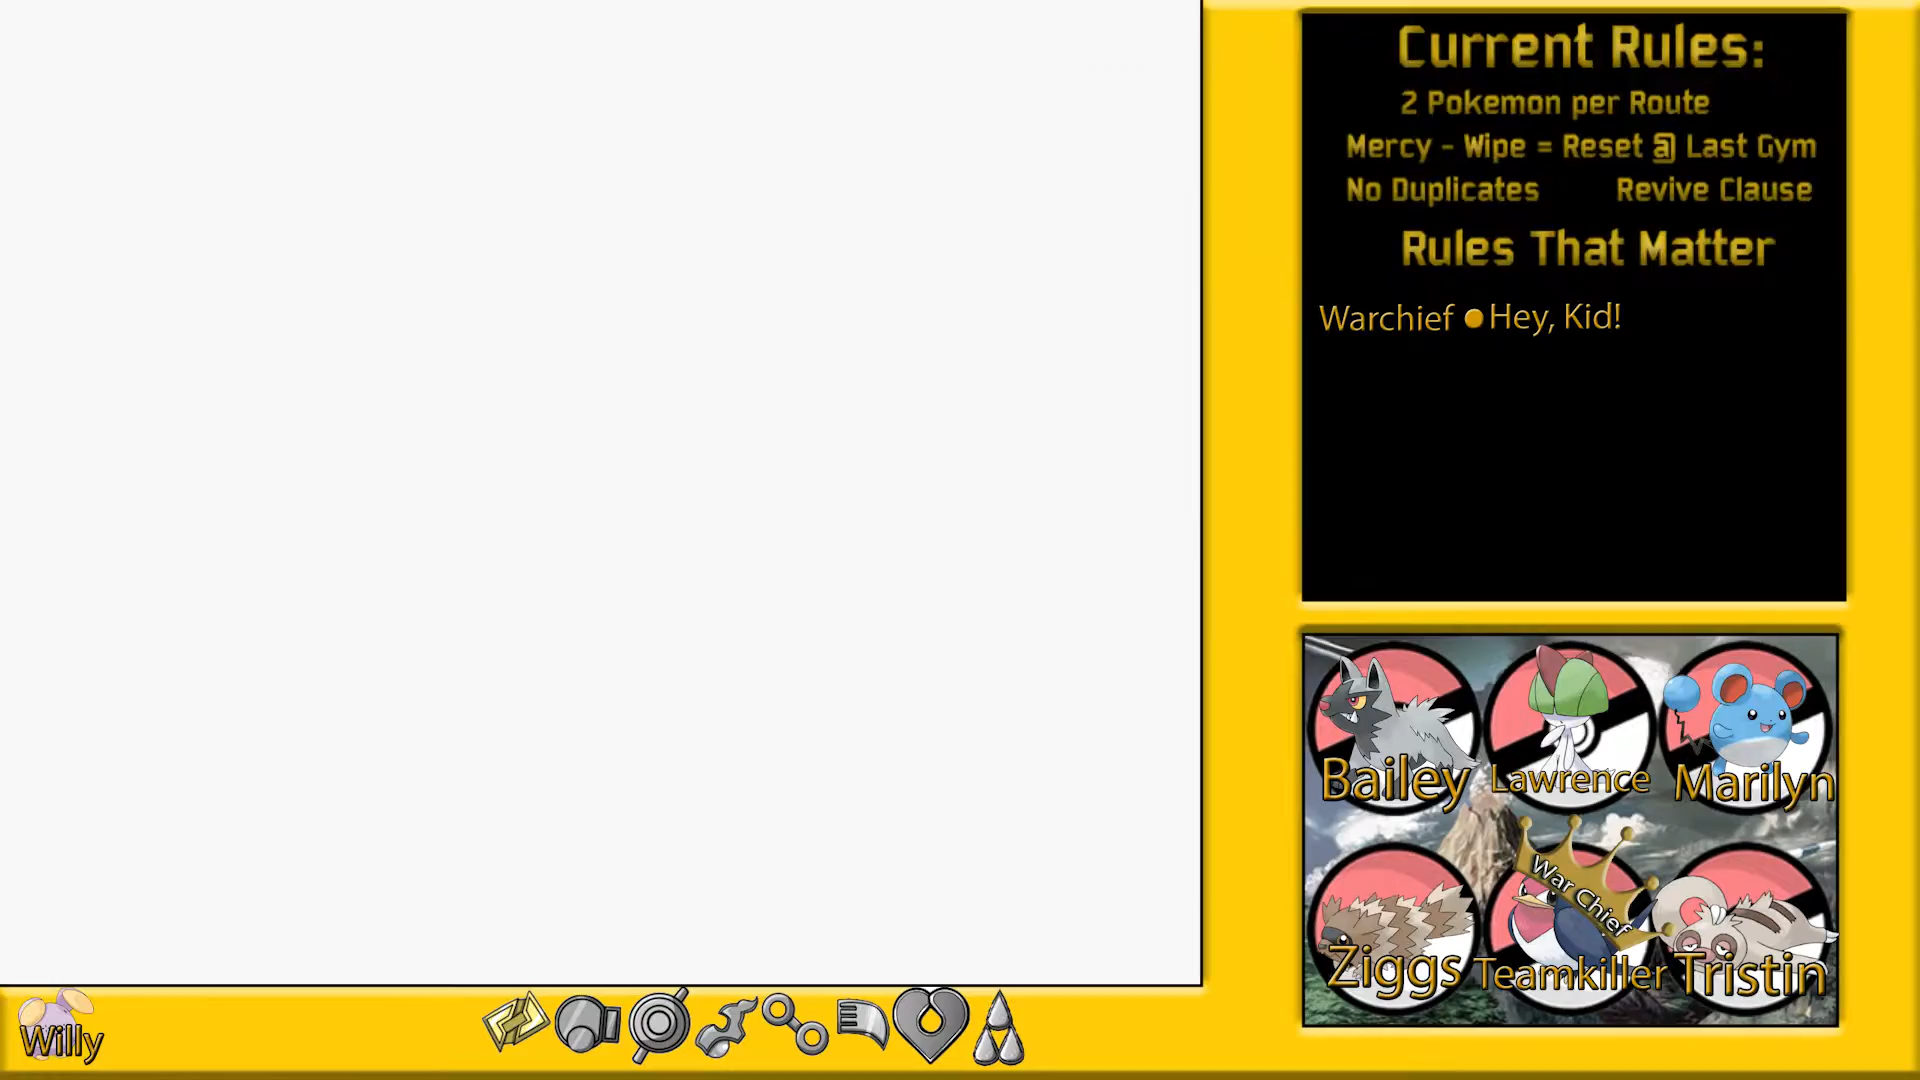 Current Rules:
2 Pokemon per Route
Mercy - Wipe = Reset @ Last Gym
No Duplicates Revive Clause
Rules That Matter
Warchief ●Hey, Kid!
Bailey Lawrence Marilyn
War Chief
Ziggs Teamkiller Tristin
Willy